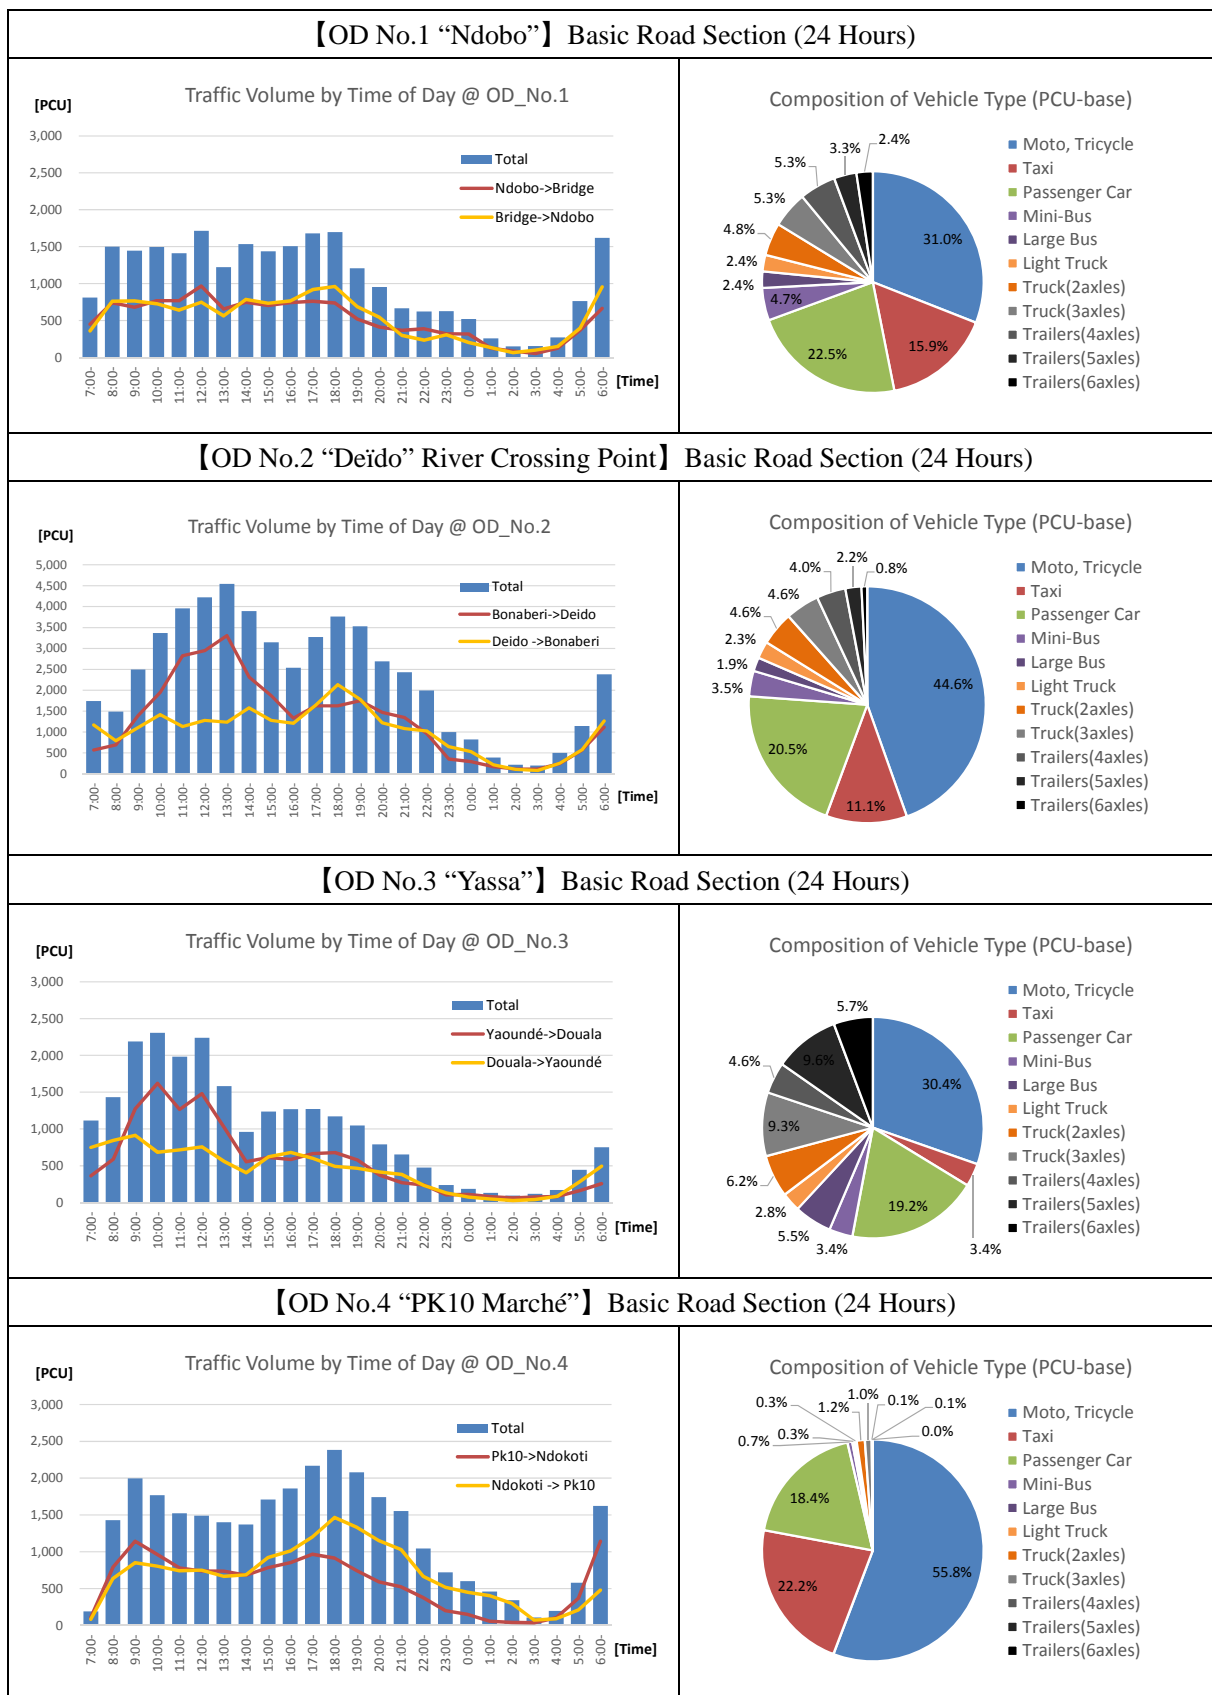 【OD No.1 “Ndobo”】Basic Road Section (24 Hours)
Traffic Volume by Time of Day @ OD_No.1
[PCU]
3,000
2,500
2,000
1,500
1,000
500
0
Total
Ndobo->Bridge
Bridge->Ndobo
7:00- 8:00- 9:00- 10:00- 11:00- 12:00- 13:00- 14:00- 15:00- 16:00- 17:00- 18:00- 19:00- 20:00- 21:00- 22:00- 23:00- 0:00- 1:00- 2:00- 3:00- 4:00- 5:00- 6:00-
[Time]
Composition of Vehicle Type (PCU-base)
31.0%
15.9%
22.5%
4.7%
2.4%
2.4%
4.8%
5.3%
5.3%
3.3%
2.4%
Moto, Tricycle
Taxi
Passenger Car
Mini-Bus
Large Bus
Light Truck
Truck(2axles)
Truck(3axles)
Trailers(4axles)
Trailers(5axles)
Trailers(6axles)
【OD No.2 “Deïdo” River Crossing Point】Basic Road Section (24 Hours)
Traffic Volume by Time of Day @ OD_No.2
[PCU]
5,000
4,500
4,000
3,500
3,000
2,500
2,000
1,500
1,000
500
0
Total
Bonaberi->Deido
Deido ->Bonaberi
7:00- 8:00- 9:00- 10:00- 11:00- 12:00- 13:00- 14:00- 15:00- 16:00- 17:00- 18:00- 19:00- 20:00- 21:00- 22:00- 23:00- 0:00- 1:00- 2:00- 3:00- 4:00- 5:00- 6:00-
[Time]
Composition of Vehicle Type (PCU-base)
44.6%
11.1%
20.5%
3.5%
1.9%
2.3%
4.6%
4.6%
4.0%
2.2%
0.8%
Moto, Tricycle
Taxi
Passenger Car
Mini-Bus
Large Bus
Light Truck
Truck(2axles)
Truck(3axles)
Trailers(4axles)
Trailers(5axles)
Trailers(6axles)
【OD No.3 “Yassa”】Basic Road Section (24 Hours)
Traffic Volume by Time of Day @ OD_No.3
[PCU]
3,000
2,500
2,000
1,500
1,000
500
0
Total
Yaoundé->Douala
Douala->Yaoundé
7:00- 8:00- 9:00- 10:00- 11:00- 12:00- 13:00- 14:00- 15:00- 16:00- 17:00- 18:00- 19:00- 20:00- 21:00- 22:00- 23:00- 0:00- 1:00- 2:00- 3:00- 4:00- 5:00- 6:00-
[Time]
Composition of Vehicle Type (PCU-base)
30.4%
3.4%
19.2%
3.4%
5.5%
2.8%
6.2%
9.3%
4.6%
9.6%
5.7%
Moto, Tricycle
Taxi
Passenger Car
Mini-Bus
Large Bus
Light Truck
Truck(2axles)
Truck(3axles)
Trailers(4axles)
Trailers(5axles)
Trailers(6axles)
【OD No.4 “PK10 Marché”】Basic Road Section (24 Hours)
Traffic Volume by Time of Day @ OD_No.4
[PCU]
3,000
2,500
2,000
1,500
1,000
500
0
Total
Pk10->Ndokoti
Ndokoti -> Pk10
7:00- 8:00- 9:00- 10:00- 11:00- 12:00- 13:00- 14:00- 15:00- 16:00- 17:00- 18:00- 19:00- 20:00- 21:00- 22:00- 23:00- 0:00- 1:00- 2:00- 3:00- 4:00- 5:00- 6:00-
[Time]
Composition of Vehicle Type (PCU-base)
55.8%
22.2%
18.4%
0.7%
0.3%
0.3%
1.2%
1.0%
0.1%
0.1%
0.0%
Moto, Tricycle
Taxi
Passenger Car
Mini-Bus
Large Bus
Light Truck
Truck(2axles)
Truck(3axles)
Trailers(4axles)
Trailers(5axles)
Trailers(6axles)